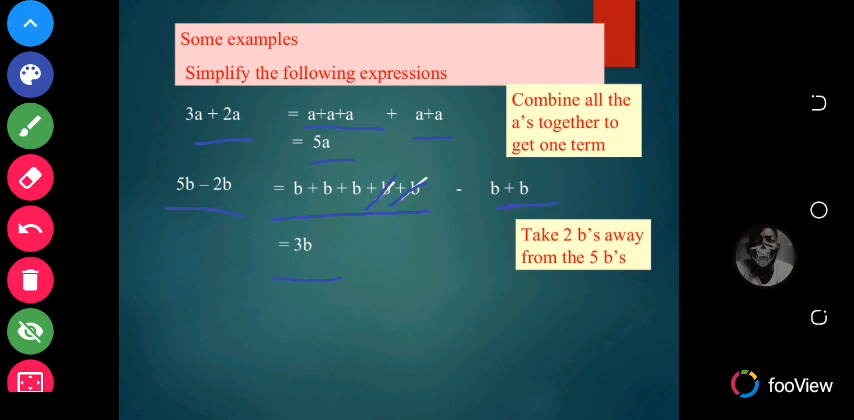 Some examples
Simplify the following expressions
3a + 2a = a+a+a + a+a
= 5a
Combine all the
a’s together to
get one term
5b – 2b = b + b + b + b + b - b + b
= 3b
Take 2 b’s away
from the 5 b’s
fooView